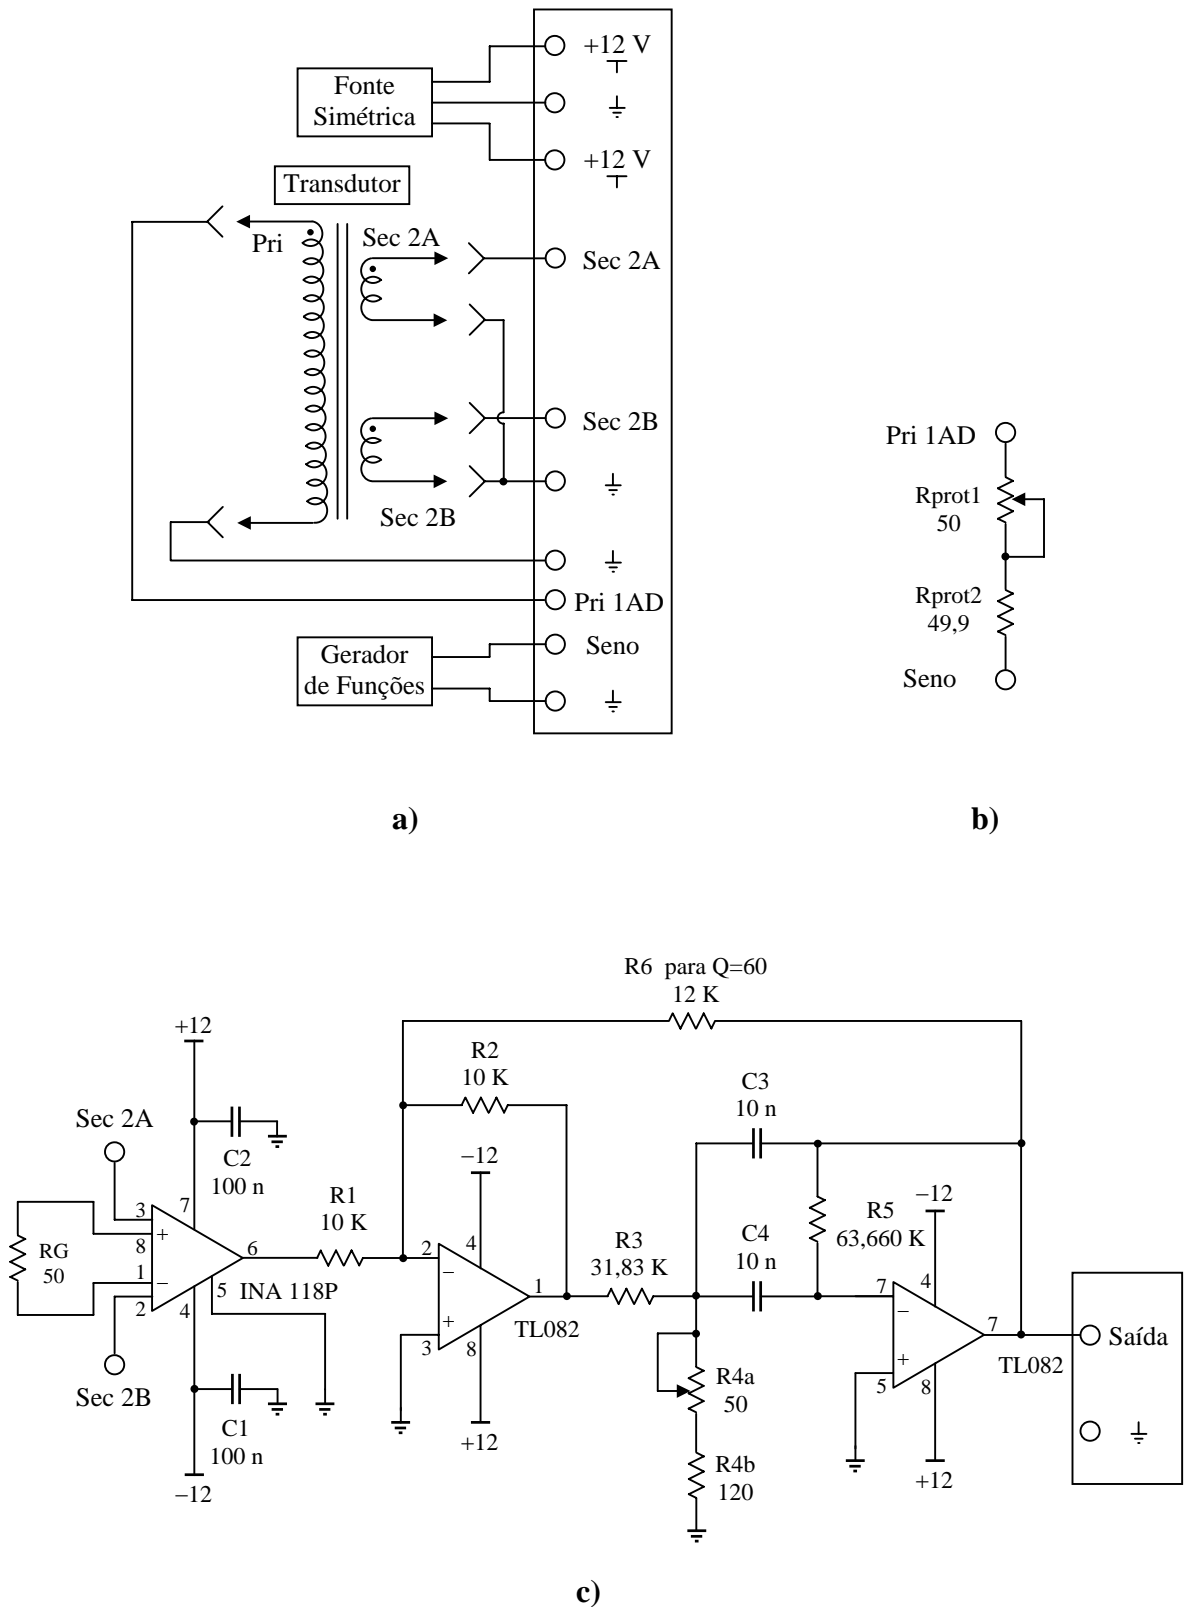 +12 V
Fonte
Simétrica
+12 V
Transdutor
Pri
Sec 2A
Sec 2A
Sec 2B
Sec 2B
Pri 1AD
Gerador
de Funções
Seno
a)
Pri 1AD
Rprot1
50
Rprot2
49,9
Seno
b)
R6 para Q=60
12 K
+12
R2
10 K
C3
10 n
Sec 2A
C2
100 n
−12
−12
R1
10 K
R5
63,660 K
C4
10 n
R3
31,83 K
3
7
+
8
RG
50
1
−
2
4
5
6
INA 118P
2
−
4
1
+
3
8
TL082
7
−
4
7
+
5
8
TL082
Saída
Sec 2B
C1
100 n
−12
+12
R4a
50
R4b
120
+12
c)